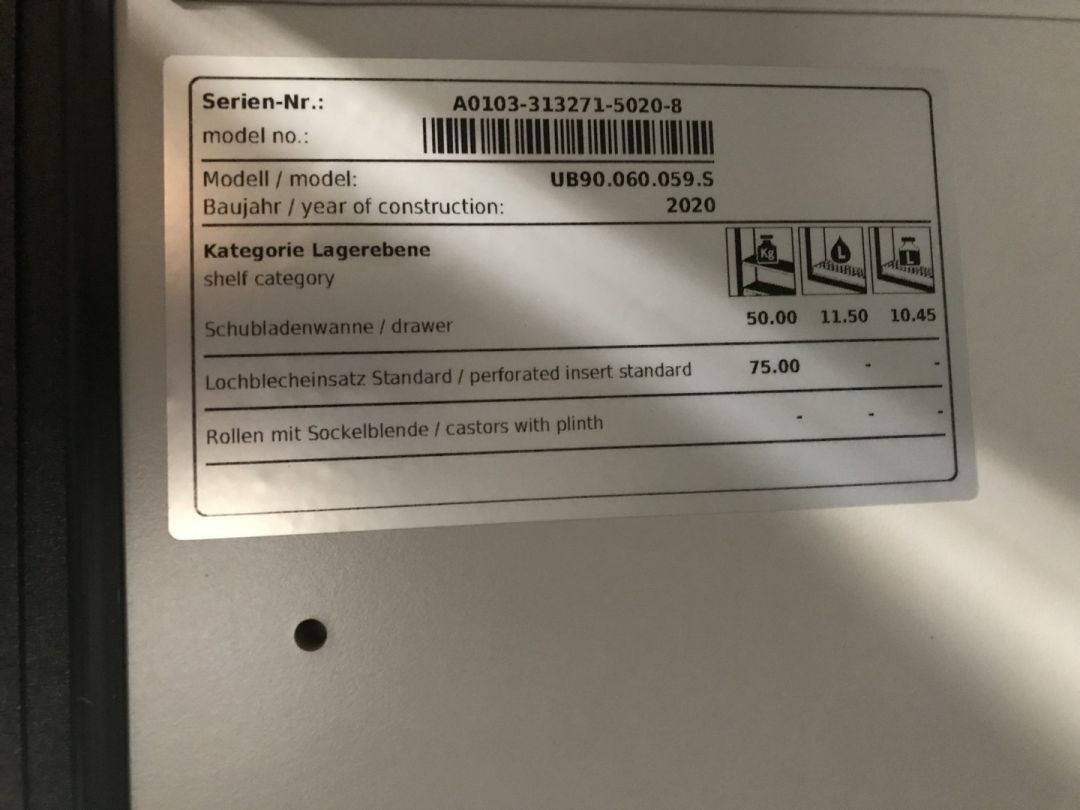 Serien-Nr.: A0103-313271-5020-8
model no.:
Modell / model: UB90.060.059.S
Baujahr / year of construction: 2020
Kategorie Lagerebene
shelf category
Kg L L
Schubladenwanne / drawer 50.00 11.50 10.45
Lochblecheinsatz Standard / perforated insert standard 75.00 - -
Rollen mit Sockelblende / castors with plinth - - -